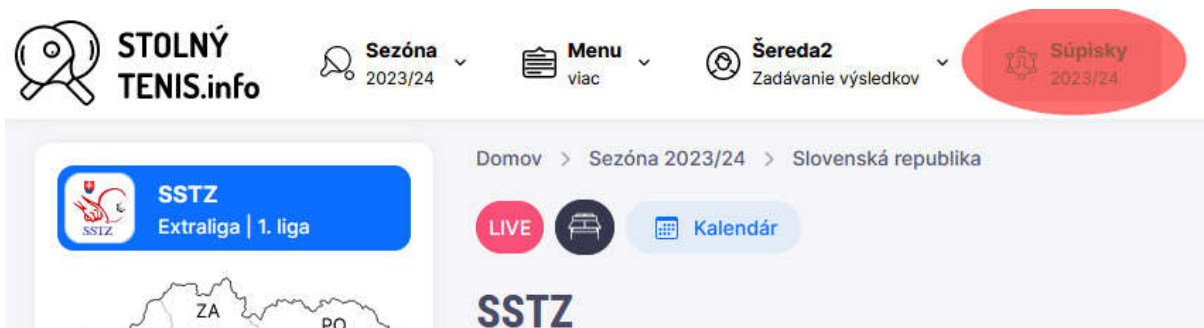 STOLNÝ
TENIS.info
Sezóna
2023/24
Menu
viac
Šereda2
Zadávanie výsledkov
Súpisky
2023/24
Domov > Sezóna 2023/24 > Slovenská republika
SSTZ
SSTZ
Extraliga | 1. liga
LIVE
Kalendár
ZA
PO
SSTZ